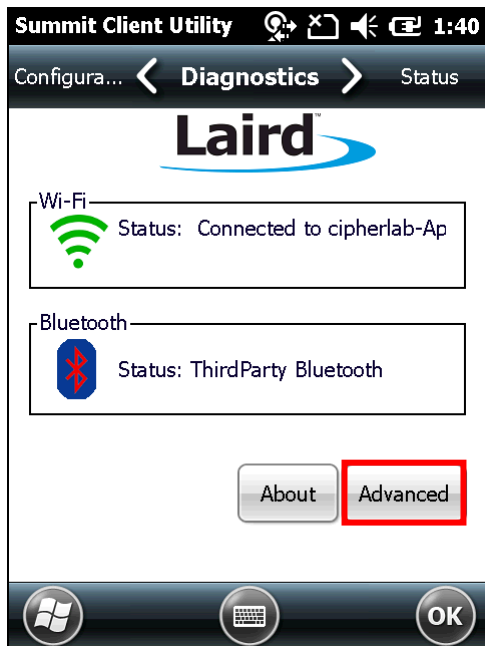 Summit Client Utility 1:40
Configura... Diagnostics Status
Laird™
Wi-Fi
Status: Connected to cipherlab-Ap
Bluetooth
Status: ThirdParty Bluetooth
About Advanced
OK